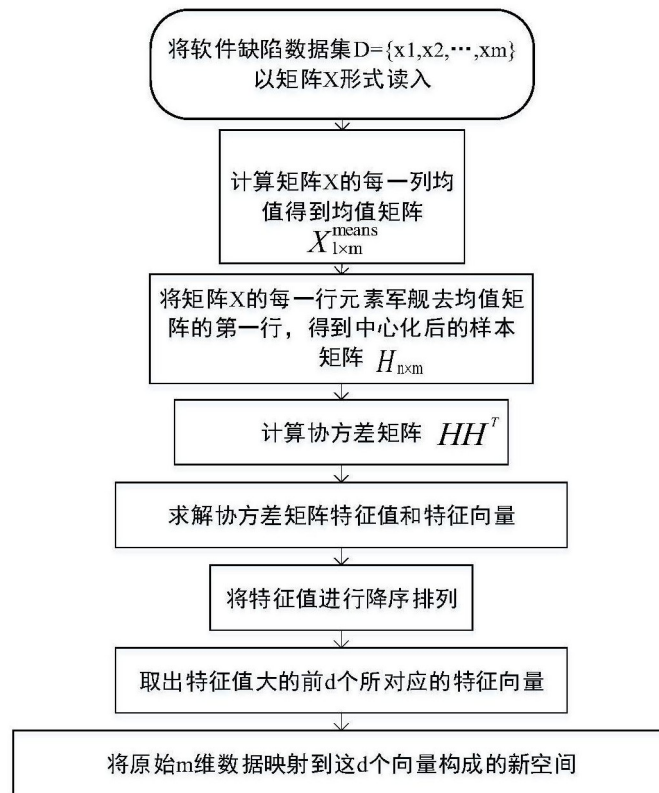 将软件缺陷数据集D={x1,x2,⋯,xm}
以矩阵X形式读入
计算矩阵X的每一列均
值得到均值矩阵
X_{1×m}^{means}
将矩阵X的每一行元素军舰去均值矩
阵的第一行，得到中心化后的样本
矩阵 H_{n×m}
计算协方差矩阵 HH^T
求解协方差矩阵特征值和特征向量
将特征值进行降序排列
取出特征值大的前d个所对应的特征向量
将原始m维数据映射到这d个向量构成的新空间